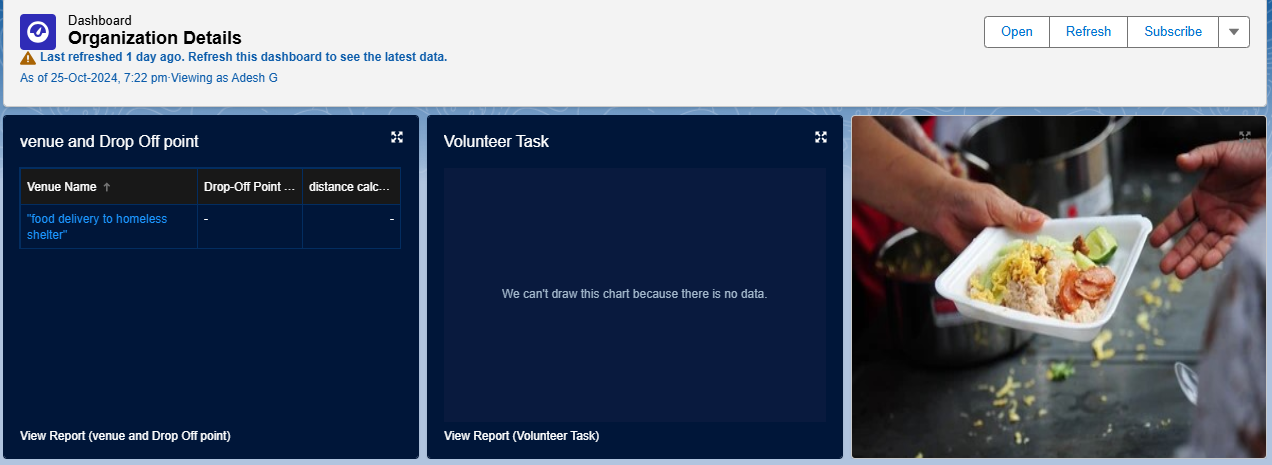 Dashboard
Organization Details
Last refreshed 1 day ago. Refresh this dashboard to see the latest data.
As of 25-Oct-2024, 7:22 pm·Viewing as Adesh G
Open
Refresh
Subscribe
venue and Drop Off point
Venue Name ↑
Drop-Off Point ...
distance calc...
"food delivery to homeless
shelter"
-
-
View Report (venue and Drop Off point)
Volunteer Task
We can't draw this chart because there is no data.
View Report (Volunteer Task)